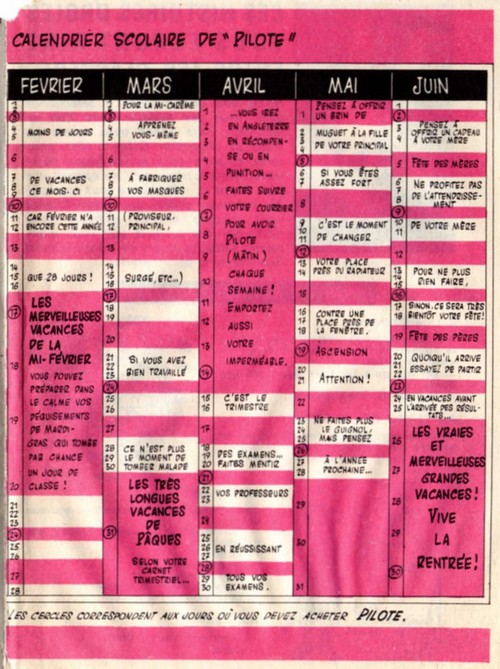 CALENDRIER SCOLAIRE DE "PILOTE"
FEVRIER
MOINS DE JOURS
DE VACANCES
CE MOIS-CI
CAR FÉVRIER N'A
ENCORE CETTE ANNÉE
QUE 28 JOURS !
LES
MERVEILLEUSES
VACANCES
DE LA
MI-FÉVRIER
VOUS POUVEZ
PRÉPARER DANS
LE CALME VOS
DÉGUISEMENTS
DE MARDI-
GRAS QUI TOMBE
PAR CHANCE
UN JOUR DE
CLASSE !
MARS
POUR LA MI-CARÊME
APPRENEZ
VOUS-MÊME
À FABRIQUER
VOS MASQUES
(PROVISEUR,
PRINCIPAL,
SURGÉ, ETC...)
SI VOUS AVEZ
BIEN TRAVAILLÉ
CE N'EST PLUS
LE MOMENT DE
TOMBER MALADE
LES TRÈS
LONGUES
VACANCES
DE
PÂQUES
SELON VOTRE
CARNET
TRIMESTRIEL...
AVRIL
...VOUS IREZ
EN ANGLETERRE
EN RÉCOMPEN-
SE OU EN
PUNITION...
FAITES SUIVRE
VOTRE COURRIER
POUR AVOIR
PILOTE
(MÂTIN)
CHAQUE
SEMAINE !
EMPORTEZ
AUSSI
VOTRE
IMPERMÉABLE.
C'EST LE
TRIMESTRE
DES EXAMENS...
FAITES MENTIR
VOS PROFESSEURS
EN RÉUSSISSANT
TOUS VOS
EXAMENS.
MAI
PENSEZ À OFFRIR
UN BRIN DE
MUGUET À LA FILLE
DE VOTRE PRINCIPAL
SI VOUS ÊTES
ASSEZ FORT
C'EST LE MOMENT
DE CHANGER
VOTRE PLACE
PRÈS DU RADIATEUR
CONTRE UNE
PLACE PRÈS DE
LA FENÊTRE.
ASCENSION
ATTENTION !
NE FAITES PLUS
LE GUIGNOL,
MAIS PENSEZ
À L'ANNÉE
PROCHAINE...
JUIN
PENSEZ À
OFFRIR UN CADEAU
À VOTRE MÈRE
FÊTE DES MÈRES
NE PROFITEZ PAS
DE L'ATTENDRISSE-
MENT
DE VOTRE MÈRE
POUR NE PLUS
RIEN FAIRE,
SINON, CE SERA TRÈS
BIENTÔT VOTRE FÊTE!
FÊTE DES PÈRES
QUOIQU'IL ARRIVE
ESSAYEZ DE PARTIR
EN VACANCES AVANT
L'ARRIVÉE DES RÉSUL-
TATS...
LES VRAIES
ET
MERVEILLEUSES
GRANDES
VACANCES !
VIVE
LA
RENTRÉE !
LES CERCLES CORRESPONDENT AUX JOURS OÙ VOUS DEVEZ ACHETER PILOTE.